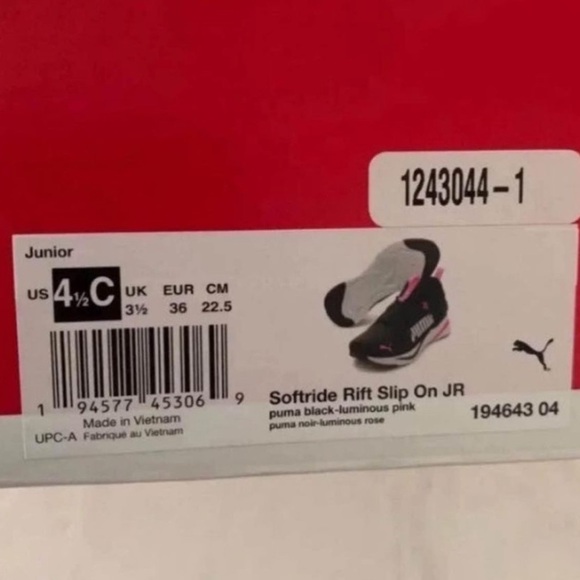 1243044-1
Junior
US 4½C UK 3½ EUR 36 CM 22.5
PUMA
1 94577 45306 9
Made in Vietnam
UPC-A Fabriqué au Vietnam
Softride Rift Slip On JR
puma black-luminous pink
puma noir-luminous rose
194643 04